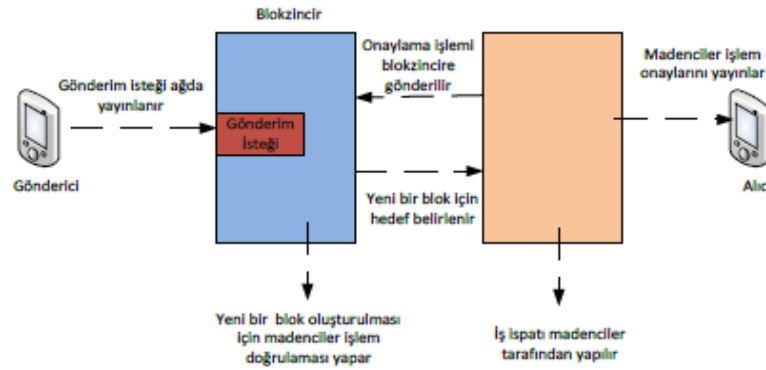 Blokzincir
Gönderim isteği ağda
yayınlanır
Gönderici
Gönderim
İsteği
Onaylama işlemi
blokzincire
gönderilir
Yeni bir blok için
hedef belirlenir
Madenciler işlem
onaylarını yayınlar
Alıc
Yeni bir blok oluşturulması
için madenciler işlem
doğrulaması yapar
İş ispatı madenciler
tarafından yapılır